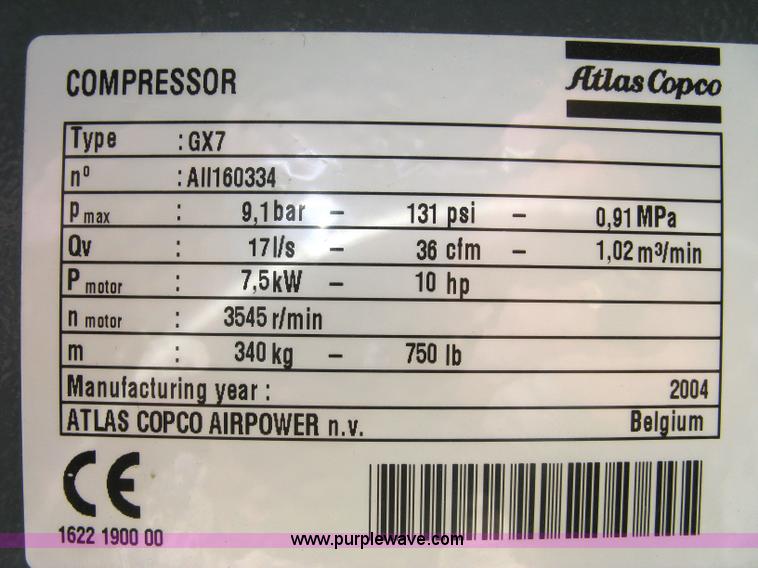 COMPRESSOR
Atlas Copco
Type : GX7
nº : AII160334
P max : 9,1 bar – 131 psi – 0,91 MPa
Qv : 17 l/s – 36 cfm – 1,02 m³/min
P motor : 7,5 kW – 10 hp
n motor : 3545 r/min
m : 340 kg – 750 lb
Manufacturing year : 2004
ATLAS COPCO AIRPOWER n.v. Belgium
CE
1622 1900 00
www.purplewave.com